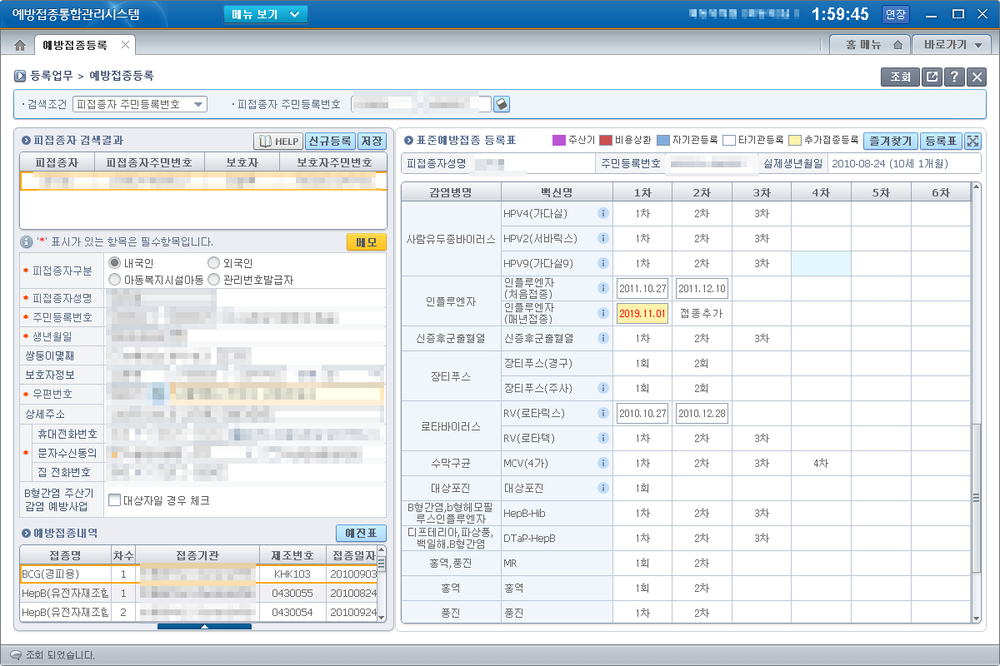 예방접종통합관리시스템
메뉴 보기
1:59:45
연장
예방접종등록
홈 메뉴
바로가기
등록업무 > 예방접종등록
조회
?
· 검색조건
피접종자 주민등록번호
· 피접종자 주민등록번호
피접종자 검색결과
HELP
신규등록
저장
피접종자 피접종자주민번호 보호자 보호자주민번호
'*' 표시가 있는 항목은 필수항목입니다.
메모
* 피접종자구분
내국인 외국인
아동복지시설아동 관리번호발급자
* 피접종자성명
* 주민등록번호
* 생년월일
쌍둥이몇째
보호자정보
* 우편번호
상세주소
휴대전화번호
* 문자수신동의
집 전화번호
B형간염 주산기
감염 예방사업
대상자일 경우 체크
예방접종내역
예진표
접종명 차수 접종기관 제조번호 접종일자
BCG(경피용) 1 KHK103 20100903
HepB(유전자재조합 1 0430055 20100824
HepB(유전자재조합 2 0430054 20100924
표준예방접종 등록표
주산기 비용상환 자기관등록 타기관등록 추가접종등록
즐겨찾기
등록표
피접종자성명
주민등록번호
실제생년월일 2010-08-24 (10세 1개월)
감염병명 백신명 1차 2차 3차 4차 5차 6차
사람유두종바이러스
HPV4(가다실) 1차 2차 3차
HPV2(서바릭스) 1차 2차 3차
HPV9(가다실9) 1차 2차 3차
인플루엔자
인플루엔자
(처음접종)
2011.10.27 2011.12.10
인플루엔자
(매년접종)
2019.11.01 접종추가
신증후군출혈열 신증후군출혈열 1차 2차 3차
장티푸스
장티푸스(경구) 1회 2회
장티푸스(주사) 1회 2회
로타바이러스
RV(로타릭스) 2010.10.27 2010.12.28
RV(로타텍) 1차 2차 3차
수막구균 MCV(4가) 1차 2차 3차 4차
대상포진 대상포진 1회
B형간염,b형헤모필
루스인플루엔자
HepB-Hib 1차 2차 3차
디프테리아,파상풍,
백일해,B형간염
DTaP-HepB 1차 2차 3차
홍역,풍진 MR 1회 2차
홍역 홍역 1회 2차
풍진 풍진 1차 2차
조회 되었습니다.